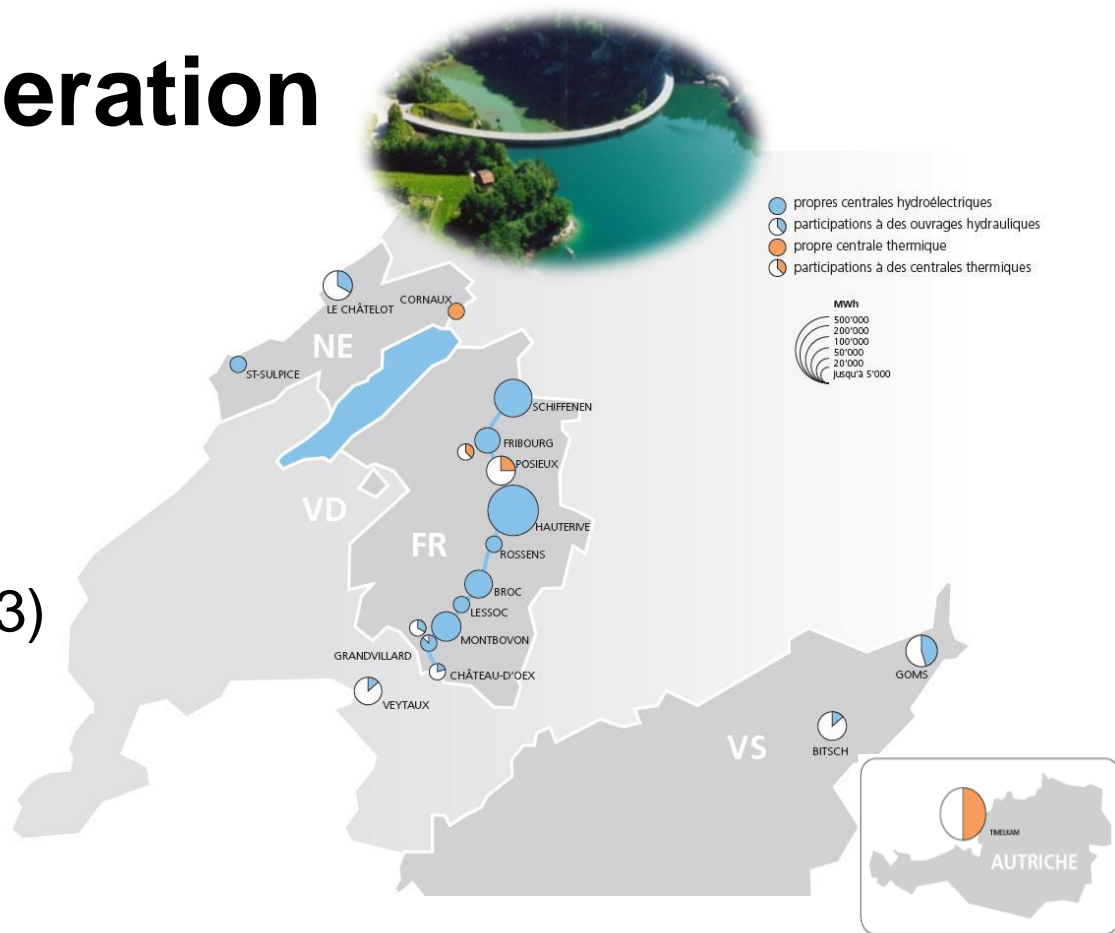 eration
propres centrales hydroélectriques
participations à des ouvrages hydrauliques
propre centrale thermique
participations à des centrales thermiques
MWh
500'000
200'000
100'000
50'000
20'000
jusqu'à 5'000
LE CHÂTELOT
CORNAUX
NE
ST-SULPICE
SCHIFFENEN
FRIBOURG
POSIEUX
VD
HAUTERIVE
FR
ROSSENS
BROC
3)
LESSOC
MONTBOVON
GRANDVILLARD
CHÂTEAU-D'OEX
GOMS
VEYTAUX
VS
BITSCH
TIMELKAM
AUTRICHE